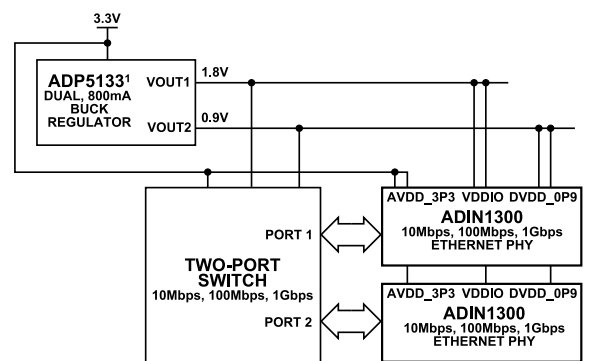 3.3V
ADP5133¹
DUAL, 800mA
BUCK
REGULATOR
VOUT1
VOUT2
1.8V
0.9V
AVDD_3P3 VDDIO DVDD_0P9
ADIN1300
10Mbps, 100Mbps, 1Gbps
ETHERNET PHY
PORT 1
TWO-PORT
SWITCH
10Mbps, 100Mbps, 1Gbps
PORT 2
AVDD_3P3 VDDIO DVDD_0P9
ADIN1300
10Mbps, 100Mbps, 1Gbps
ETHERNET PHY